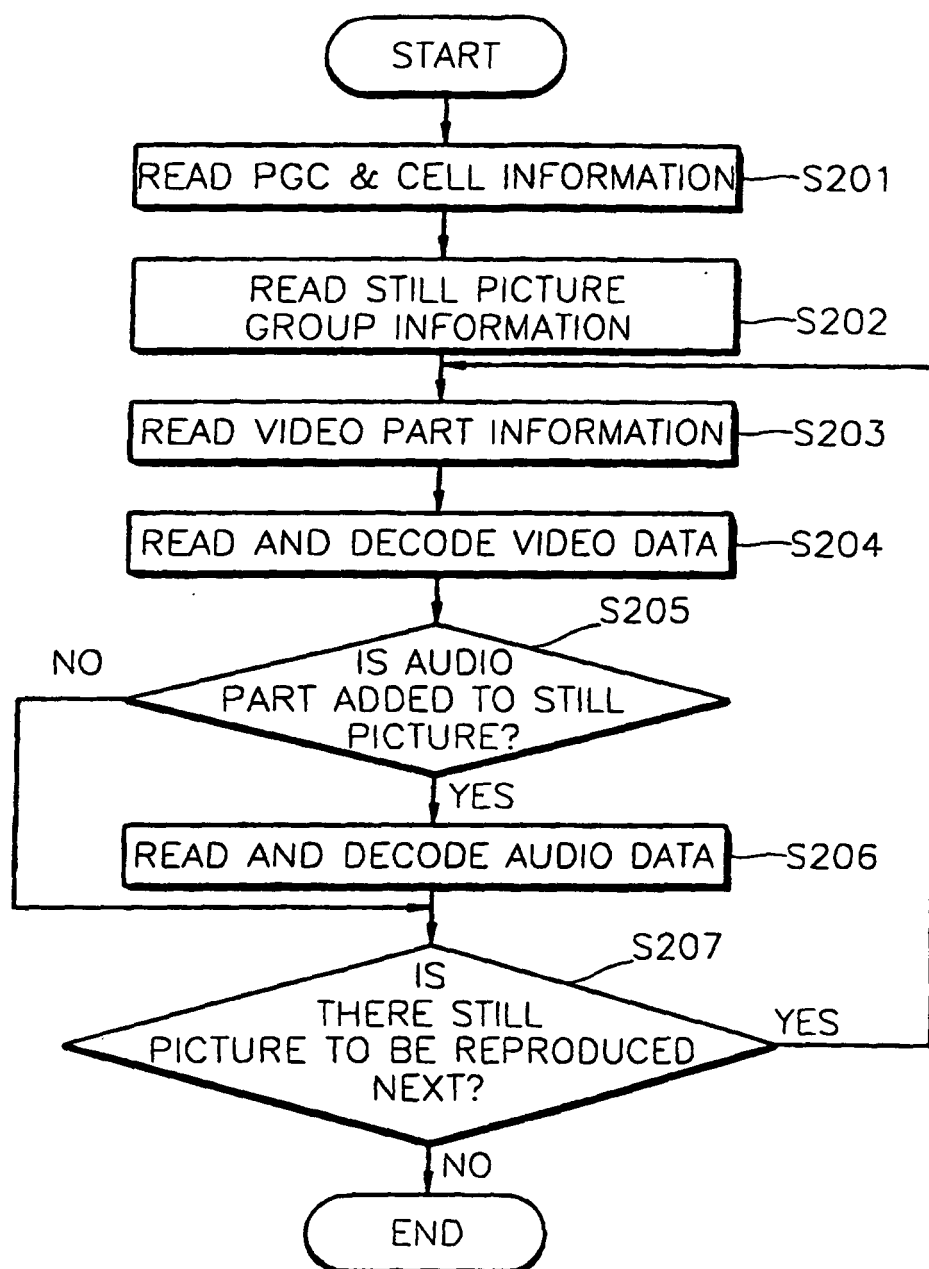 START
READ PGC & CELL INFORMATION
S201
READ STILL PICTURE
GROUP INFORMATION
S202
READ VIDEO PART INFORMATION
S203
READ AND DECODE VIDEO DATA
S204
S205
NO
IS AUDIO
PART ADDED TO STILL
PICTURE?
YES
READ AND DECODE AUDIO DATA
S206
S207
IS
THERE STILL
PICTURE TO BE REPRODUCED
NEXT?
YES
NO
END